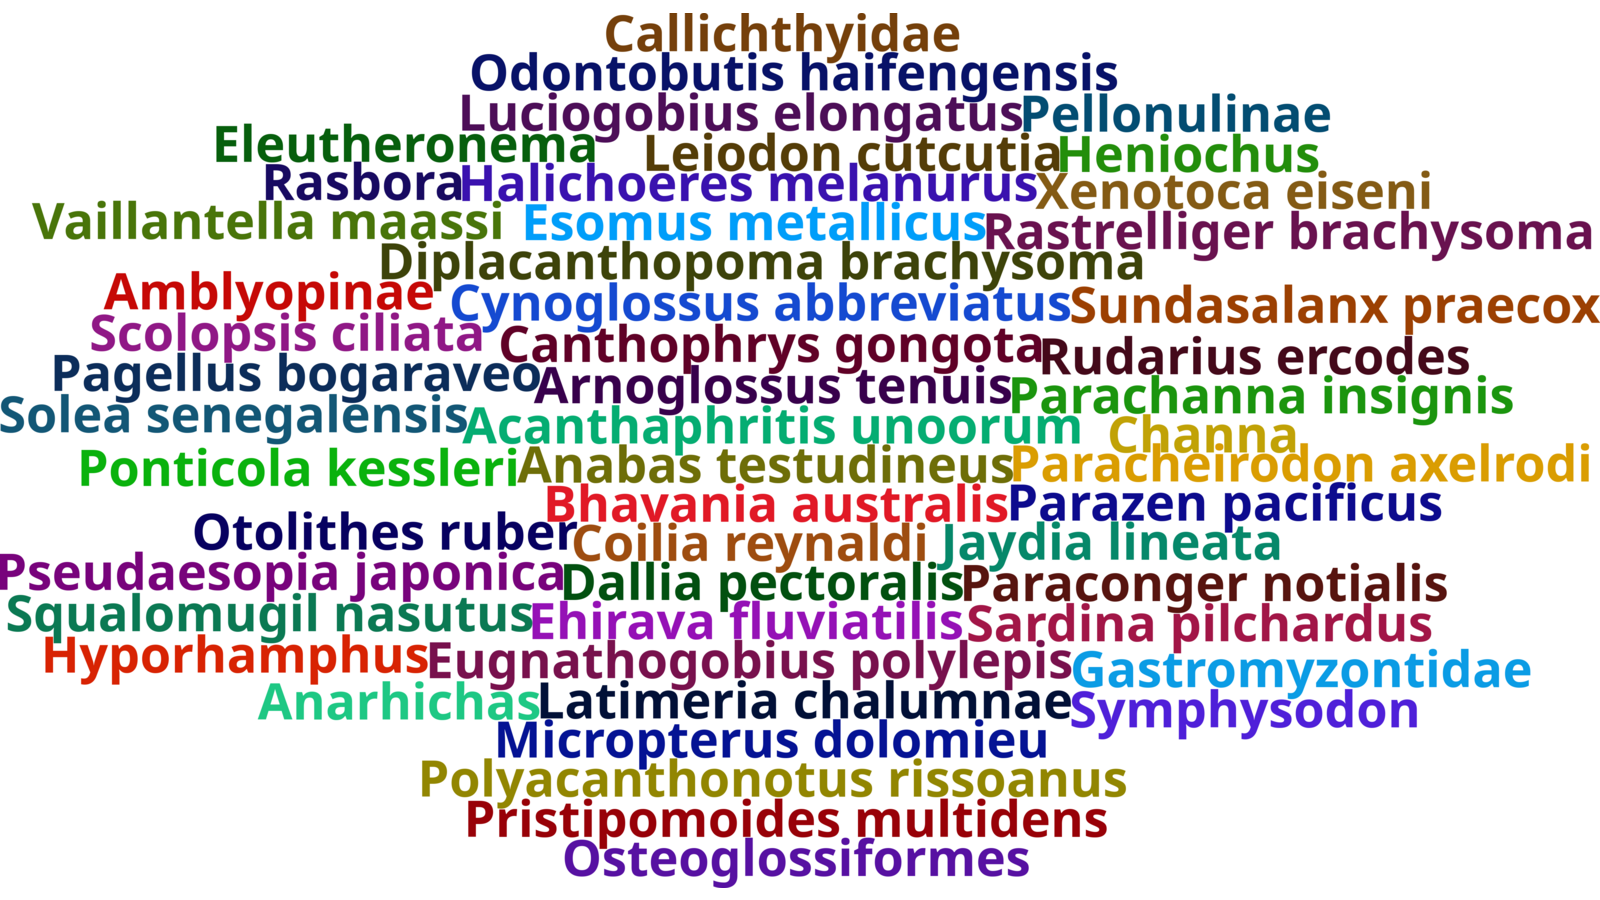 Callichthyidae
Odontobutis haifengensis
Luciogobius elongatus Pellonulinae
Eleutheronema Leiodon cutcutia Heniochus
Rasbora Halichoeres melanurus Xenotoca eiseni
Vaillantella maassi Esomus metallicus Rastrelliger brachysoma
Diplacanthopoma brachysoma
Amblyopinae Cynoglossus abbreviatus Sundasalanx praecox
Scolopsis ciliata Canthophrys gongota Rudarius ercodes
Pagellus bogaraveo Arnoglossus tenuis Parachanna insignis
Solea senegalensis Acanthaphritis unoorum Channa
Ponticola kessleri Anabas testudineus Paracheirodon axelrodi
Bhavania australis Parazen pacificus
Otolithes ruber Coilia reynaldi Jaydia lineata
Pseudaesopia japonica Dallia pectoralis Paraconger notialis
Squalomugil nasutus Ehirava fluviatilis Sardina pilchardus
Hyporhamphus Eugnathogobius polylepis Gastromyzontidae
Anarhichas Latimeria chalumnae Symphysodon
Micropterus dolomieu
Polyacanthonotus rissoanus
Pristipomoides multidens
Osteoglossiformes